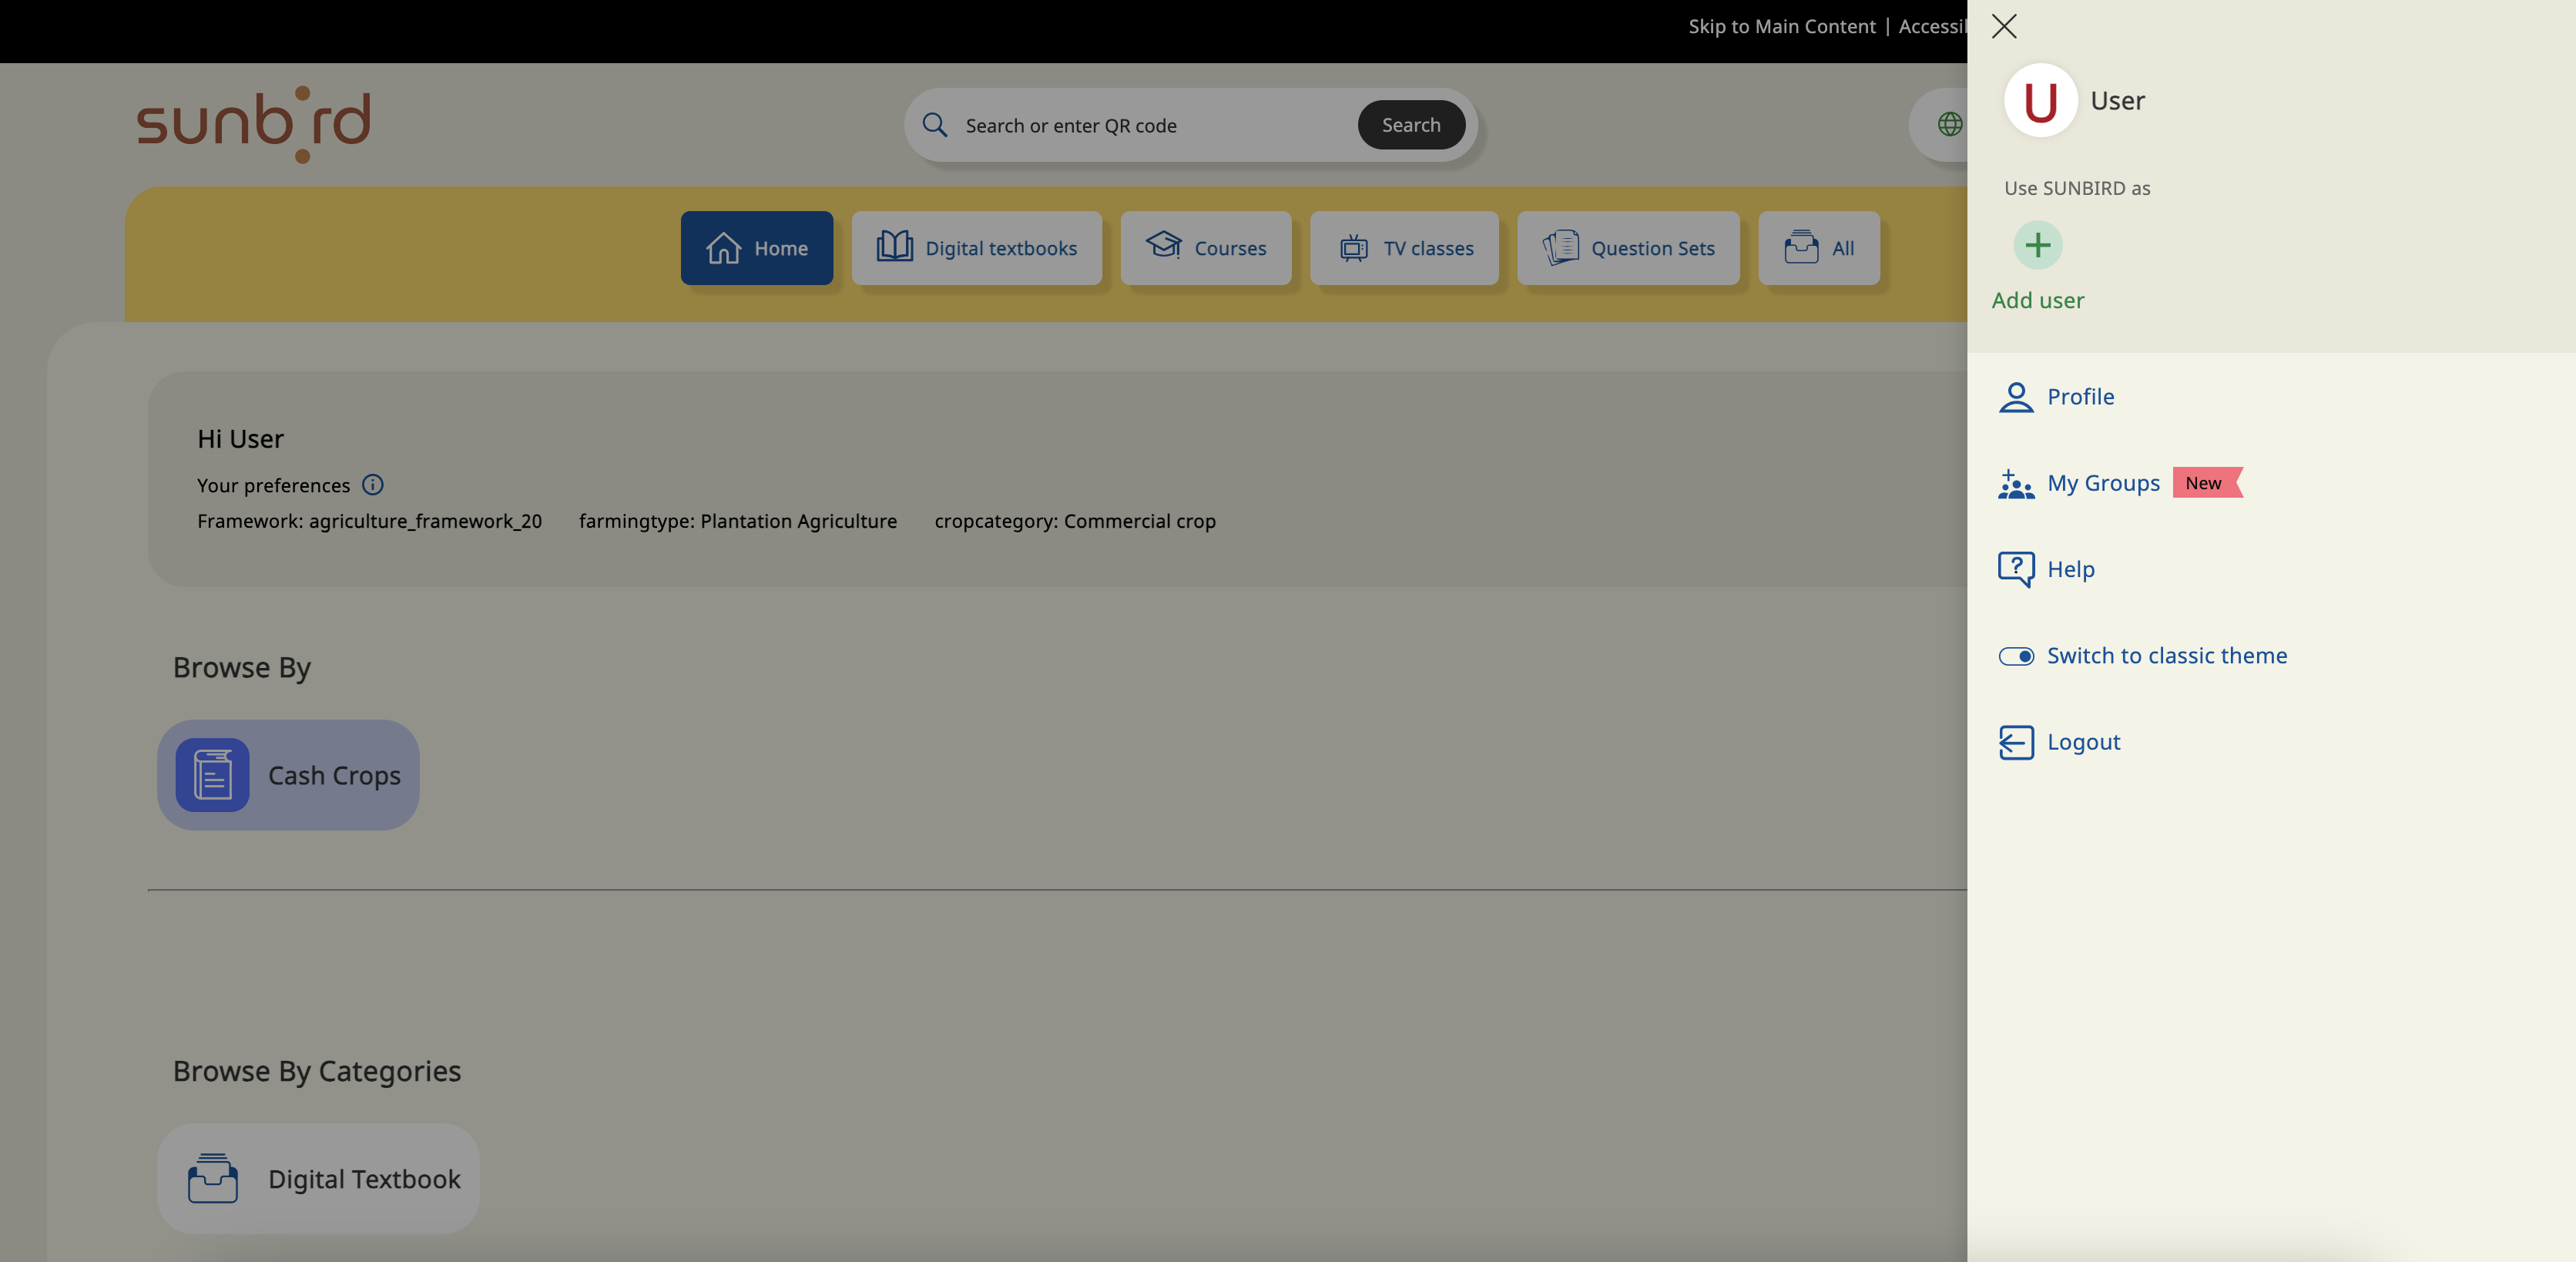 Skip to Main Content | Accessi
sunbird
Search or enter QR code
Search
Home
Digital textbooks
Courses
TV classes
Question Sets
All
Hi User
Your preferences
Framework: agriculture_framework_20 farmingtype: Plantation Agriculture cropcategory: Commercial crop
Browse By
Cash Crops
Browse By Categories
Digital Textbook
U
User
Use SUNBIRD as
Add user
Profile
My Groups New
Help
Switch to classic theme
Logout